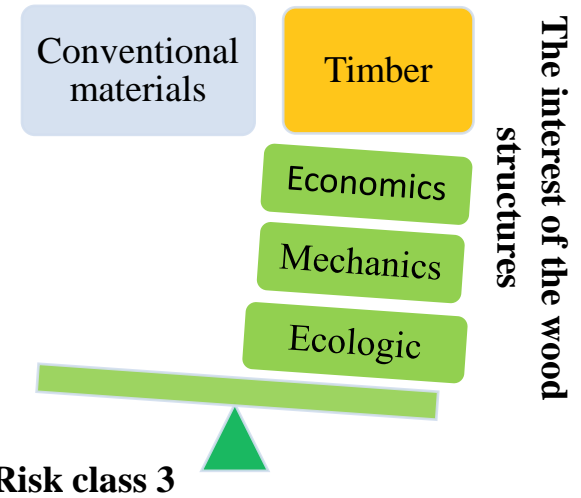 Conventional
materials
Timber
Economics
Mechanics
Ecologic
Risk class 3
The interest of the wood
structures